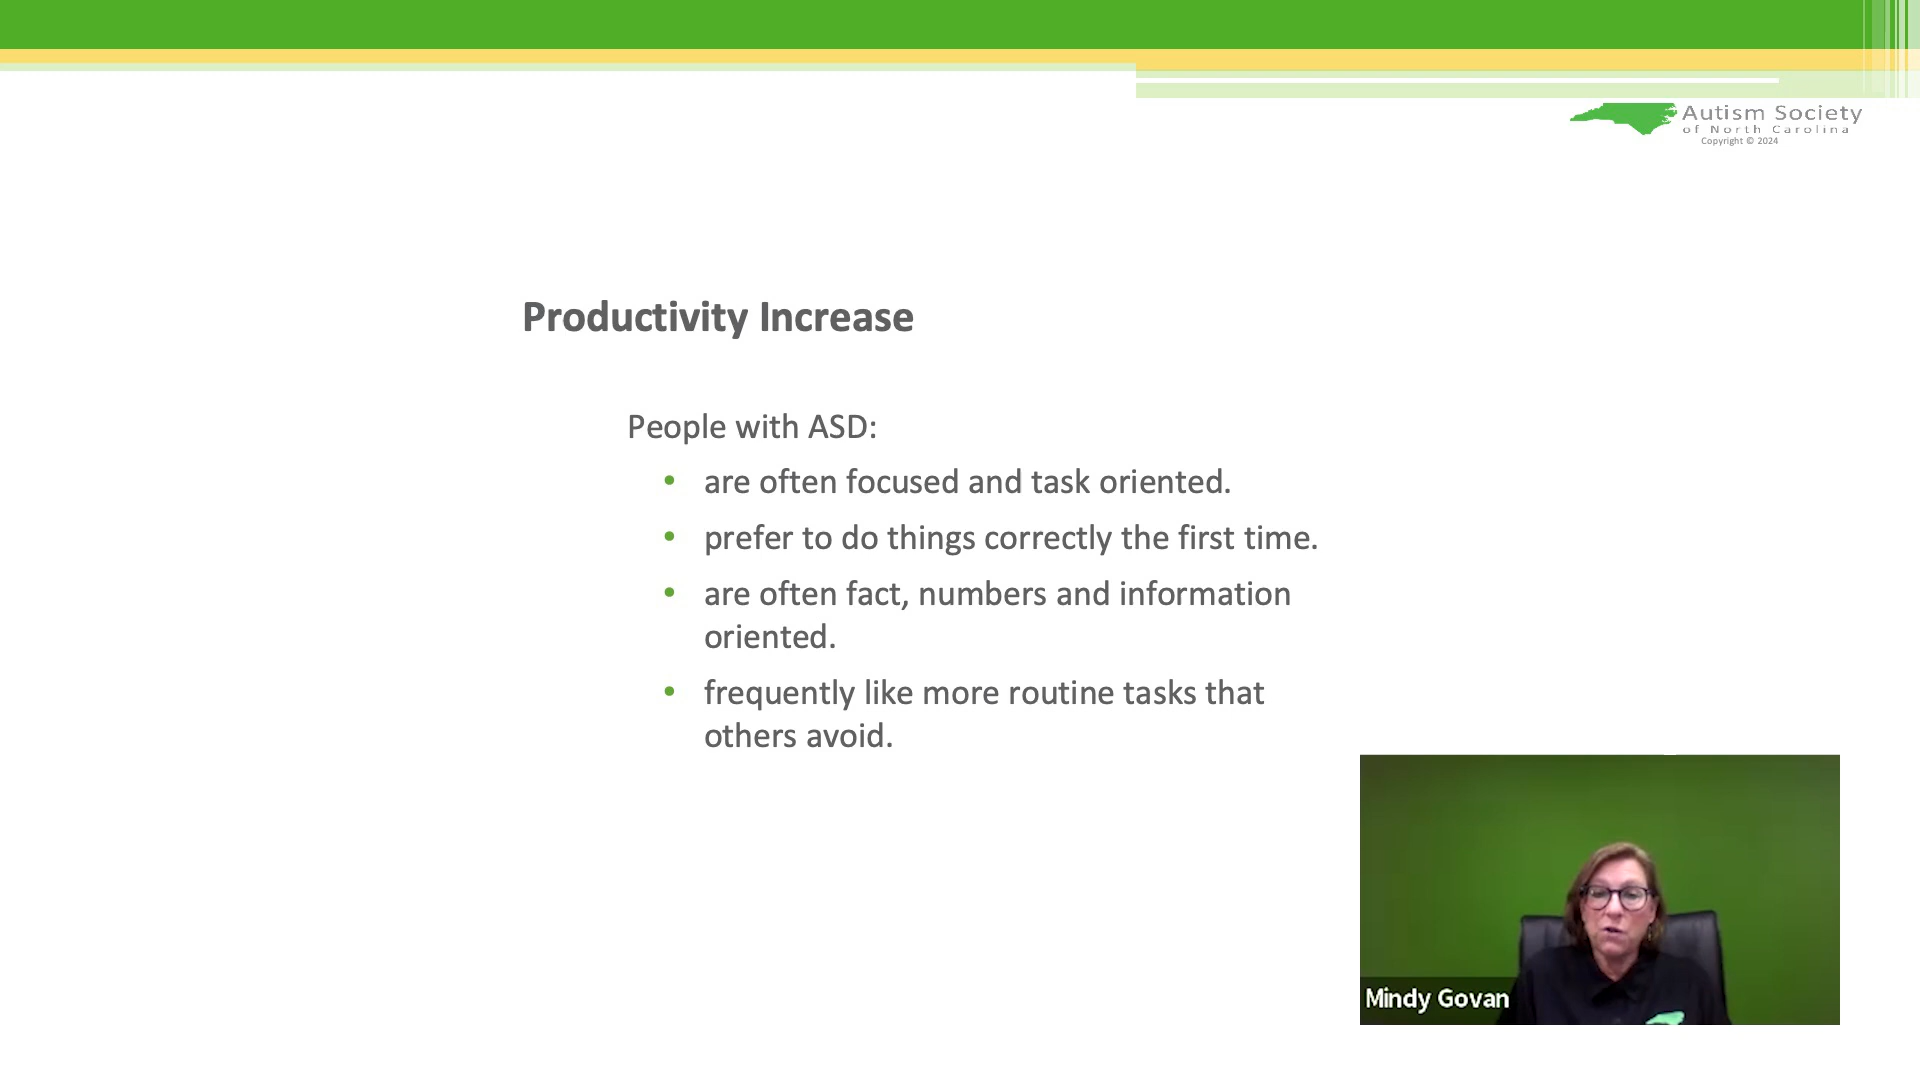 Autism Society
of North Carolina
Copyright © 2024
Productivity Increase
People with ASD:
• are often focused and task oriented.
• prefer to do things correctly the first time.
• are often fact, numbers and information
oriented.
• frequently like more routine tasks that
others avoid.
Mindy Govan